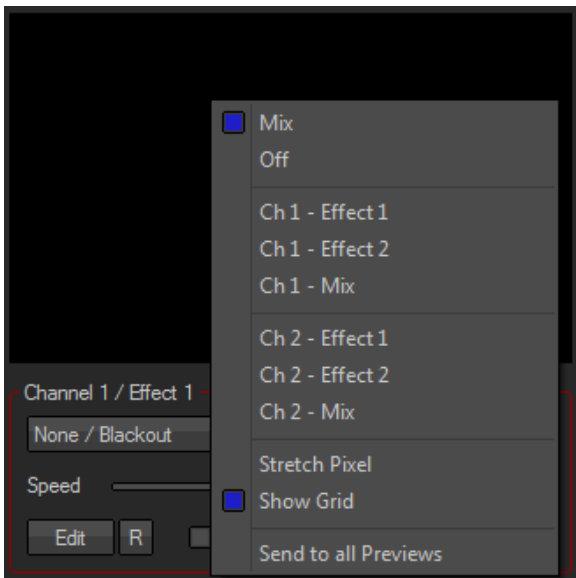 Mix
Off
Ch 1 - Effect 1
Ch 1 - Effect 2
Ch 1 - Mix
Ch 2 - Effect 1
Ch 2 - Effect 2
Ch 2 - Mix
Stretch Pixel
Show Grid
Send to all Previews
Channel 1 / Effect 1
None / Blackout
Speed
Edit
R